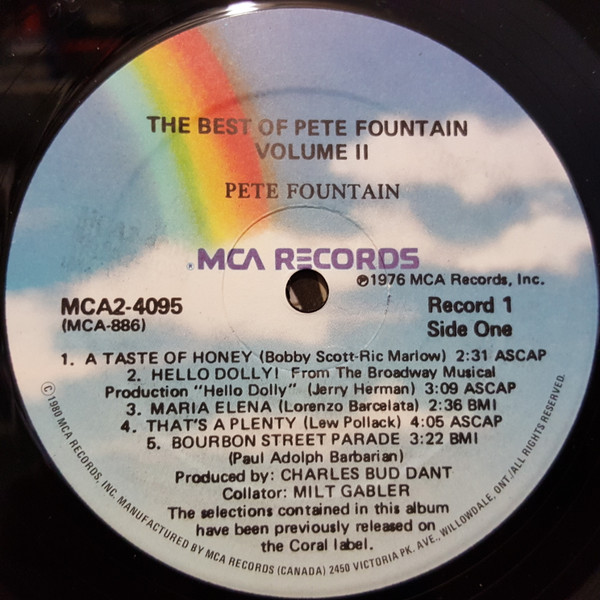 THE BEST OF PETE FOUNTAIN
VOLUME II
PETE FOUNTAIN
® MCA RECORDS
℗1976 MCA Records, Inc.
MCA2-4095
(MCA-886)
Record 1
Side One
1. A TASTE OF HONEY (Bobby Scott-Ric Marlow) 2:31 ASCAP
2. HELLO DOLLY! From The Broadway Musical
Production "Hello Dolly" (Jerry Herman) 3:09 ASCAP
3. MARIA ELENA (Lorenzo Barcelata) 2:36 BMI
4. THAT'S A PLENTY (Lew Pollack) 4:05 ASCAP
5. BOURBON STREET PARADE 3:22 BMI
(Paul Adolph Barbarian)
Produced by: CHARLES BUD DANT
Collator: MILT GABLER
The selections contained in this album
have been previously released on
the Coral label.
© 1980 MCA RECORDS, INC. MANUFACTURED BY MCA RECORDS (CANADA) 2450 VICTORIA PK. AVE., WILLOWDALE, ONT./ALL RIGHTS RESERVED.